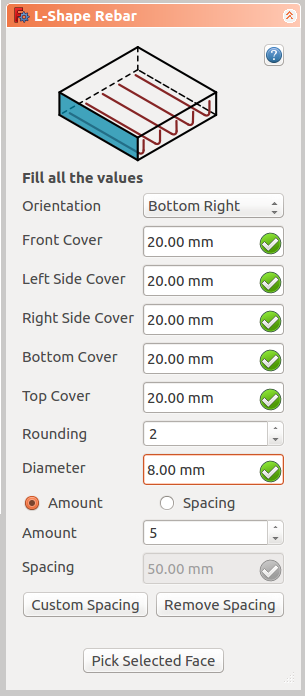 L-Shape Rebar
?
Fill all the values
Orientation Bottom Right
Front Cover 20.00 mm
Left Side Cover 20.00 mm
Right Side Cover 20.00 mm
Bottom Cover 20.00 mm
Top Cover 20.00 mm
Rounding 2
Diameter 8.00 mm
Amount Spacing
Amount 5
Spacing 50.00 mm
Custom Spacing Remove Spacing
Pick Selected Face